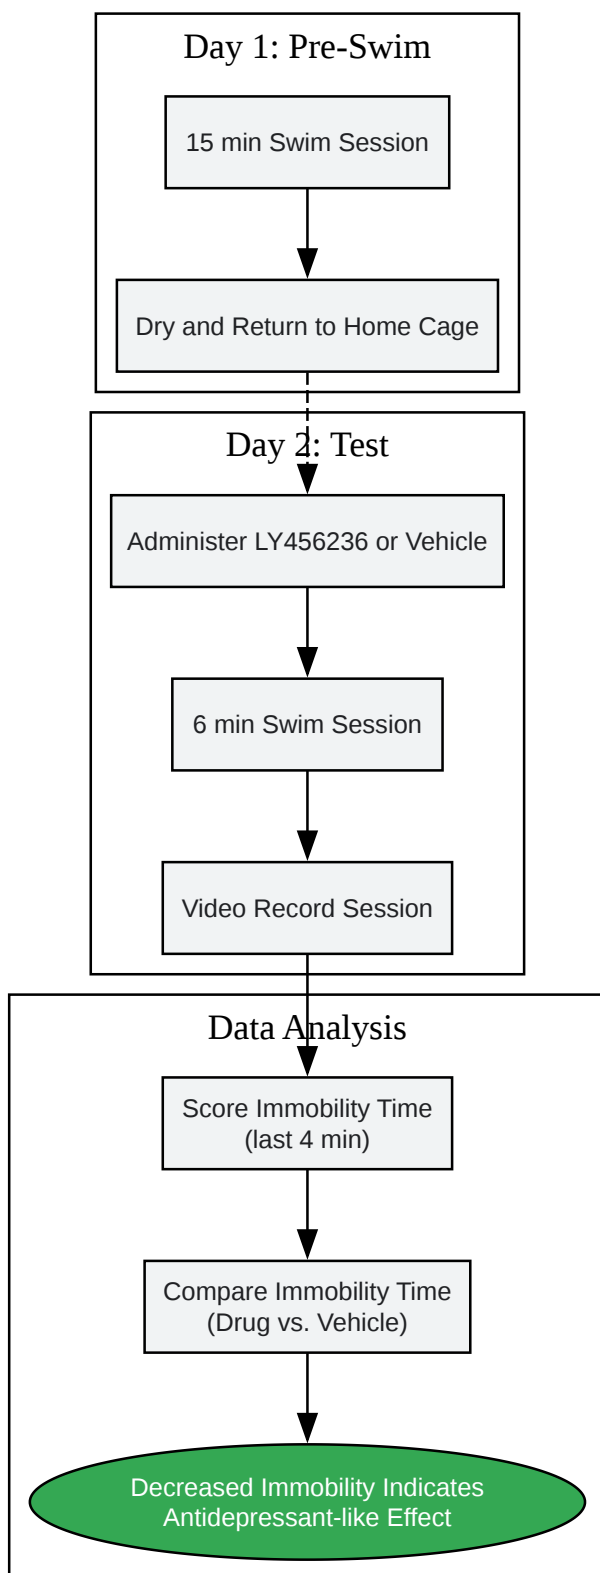 Day 1: Pre-Swim
15 min Swim Session
Dry and Return to Home Cage
Day 2: Test
Administer LY456236 or Vehicle
6 min Swim Session
Video Record Session
Data Analysis
Score Immobility Time
(last 4 min)
Compare Immobility Time
(Drug vs. Vehicle)
Decreased Immobility Indicates
Antidepressant-like Effect